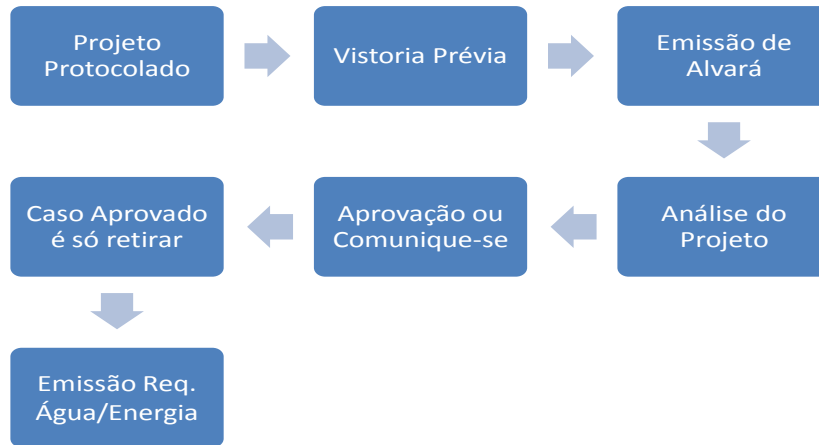 Projeto
Protocolado
Vistoria Prévia
Emissão de
Alvará
Análise do
Projeto
Aprovação ou
Comunique-se
Caso Aprovado
é só retirar
Emissão Req.
Água/Energia